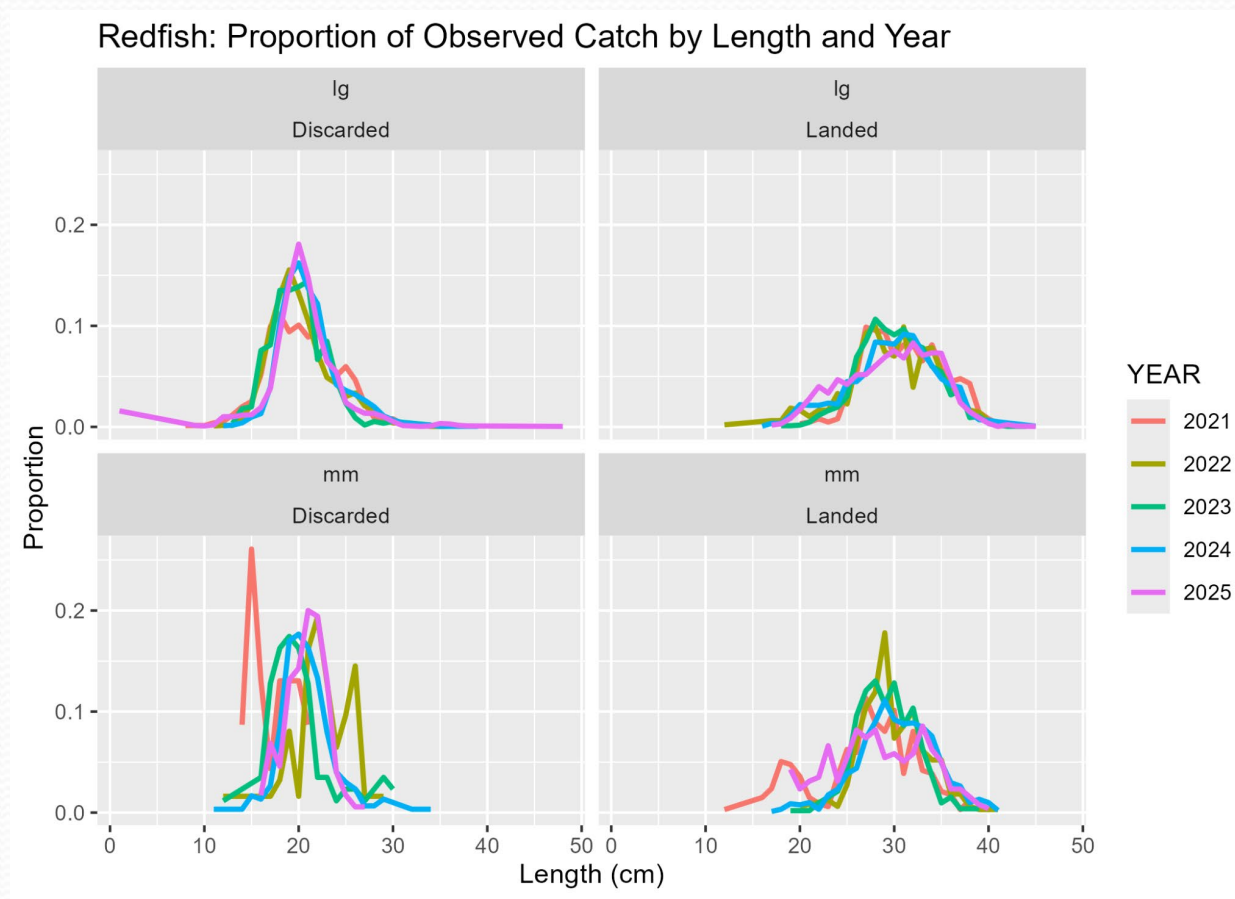 Redfish: Proportion of Observed Catch by Length and Year
lg
Discarded
lg
Landed
0.2
0.1
0.0
mm
Discarded
mm
Landed
0.2
0.1
0.0
0 10 20 30 40 50
0 10 20 30 40 50
Length (cm)
Proportion
YEAR
2021
2022
2023
2024
2025